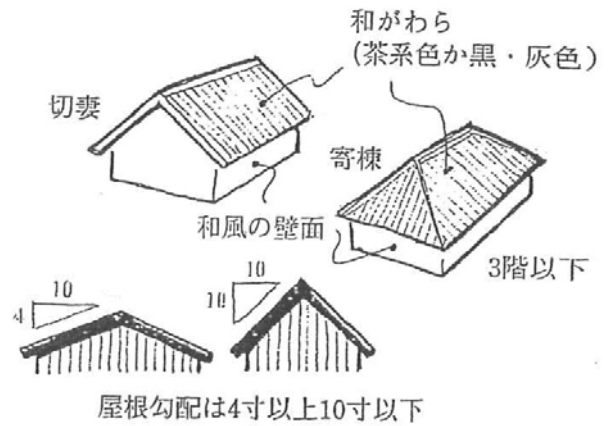 和がわら
(茶系色か黒・灰色)
切妻
寄棟
和風の壁面
3階以下
10
4
10
10
屋根勾配は4寸以上10寸以下